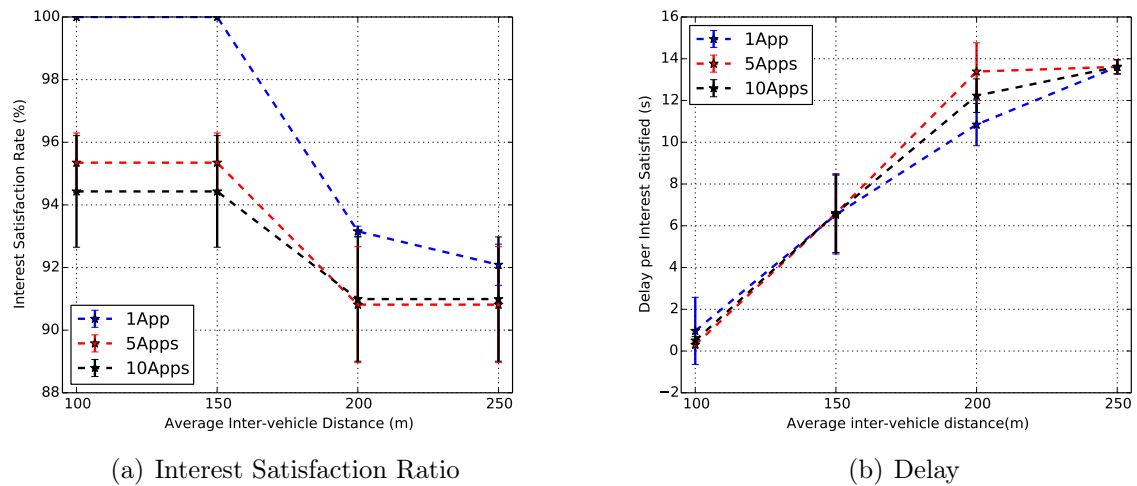 100
98
96
94
92
90
88
Interest Satisfaction Rate (%)
1App
5Apps
10Apps
100 150 200 250
Average Inter-vehicle Distance (m)
(a) Interest Satisfaction Ratio
16
14
12
10
8
6
4
2
0
−2
Delay per Interest Satisfied (s)
1App
5Apps
10Apps
100 150 200 250
Average inter-vehicle distance(m)
(b) Delay